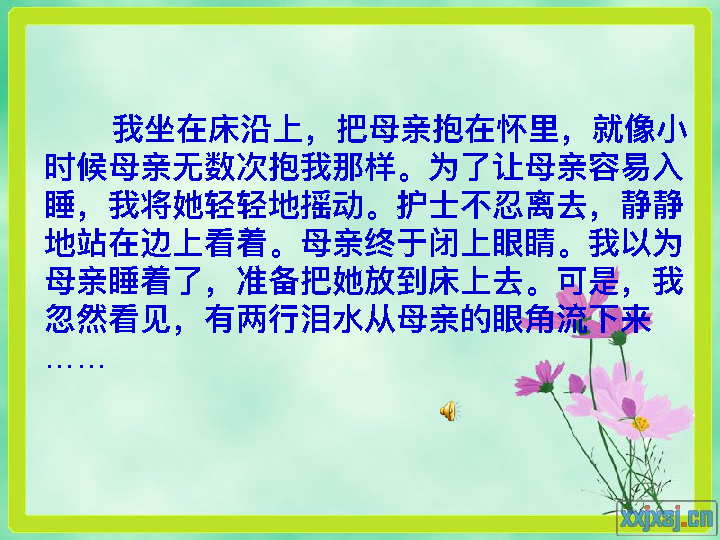 我坐在床沿上，把母亲抱在怀里，就像小
时候母亲无数次抱我那样。为了让母亲容易入
睡，我将她轻轻地摇动。护士不忍离去，静静
地站在边上看着。母亲终于闭上眼睛。我以为
母亲睡着了，准备把她放到床上去。可是，我
忽然看见，有两行泪水从母亲的眼角流下来
……
xxjxsj.cn